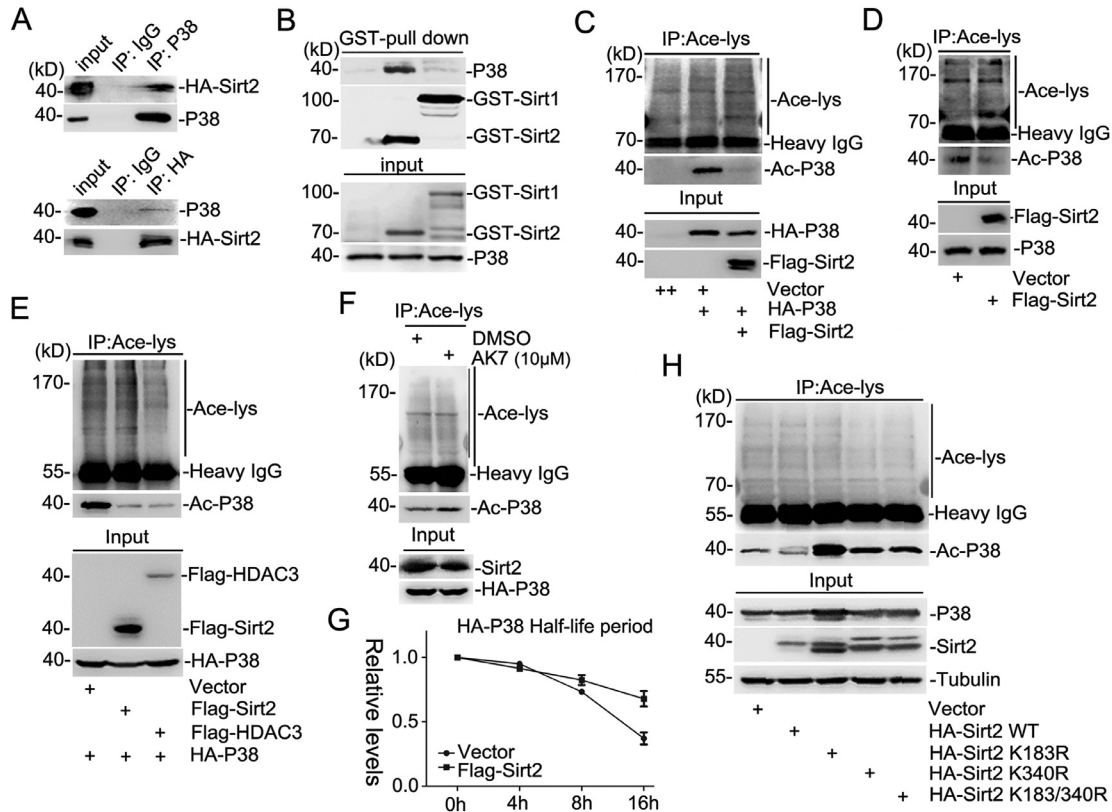 A
input
IP: IgG
IP: P38
(kD)
40-
-HA-Sirt2
40-
-P38
input
IP: IgG
IP: HA
40-
-P38
40-
-HA-Sirt2
B
(kD)
GST-pull down
40-
-P38
100-
-GST-Sirt1
70-
-GST-Sirt2
input
100-
-GST-Sirt1
70-
-GST-Sirt2
40-
-P38
C
IP:Ace-lys
(kD)
170-
-Ace-lys
70-
-Heavy IgG
40-
-Ac-P38
Input
40-
-HA-P38
40-
-Flag-Sirt2
++ + Vector
+ + HA-P38
+ Flag-Sirt2
D
IP:Ace-lys
(kD)
170-
-Ace-lys
70-
-Heavy IgG
40-
-Ac-P38
Input
40-
-Flag-Sirt2
40-
-P38
+ Vector
+ Flag-Sirt2
E
IP:Ace-lys
(kD)
170-
-Ace-lys
55-
-Heavy IgG
40-
-Ac-P38
Input
40-
-Flag-HDAC3
40-
-Flag-Sirt2
40-
-HA-P38
+ Vector
+ Flag-Sirt2
+ Flag-HDAC3
+ + + HA-P38
F
IP:Ace-lys
+ DMSO
+ AK7 (10μM)
(kD)
170-
-Ace-lys
55-
-Heavy IgG
40-
-Ac-P38
Input
40-
-Sirt2
40-
-HA-P38
G
HA-P38 Half-life period
Relative levels
1.0
0.5
0.0
Vector
Flag-Sirt2
0h 4h 8h 16h
H
IP:Ace-lys
(kD)
170-
-Ace-lys
70-
55-
-Heavy IgG
40-
-Ac-P38
Input
40-
-P38
40-
-Sirt2
55-
-Tubulin
+ Vector
+ HA-Sirt2 WT
+ HA-Sirt2 K183R
+ HA-Sirt2 K340R
+ HA-Sirt2 K183/340R